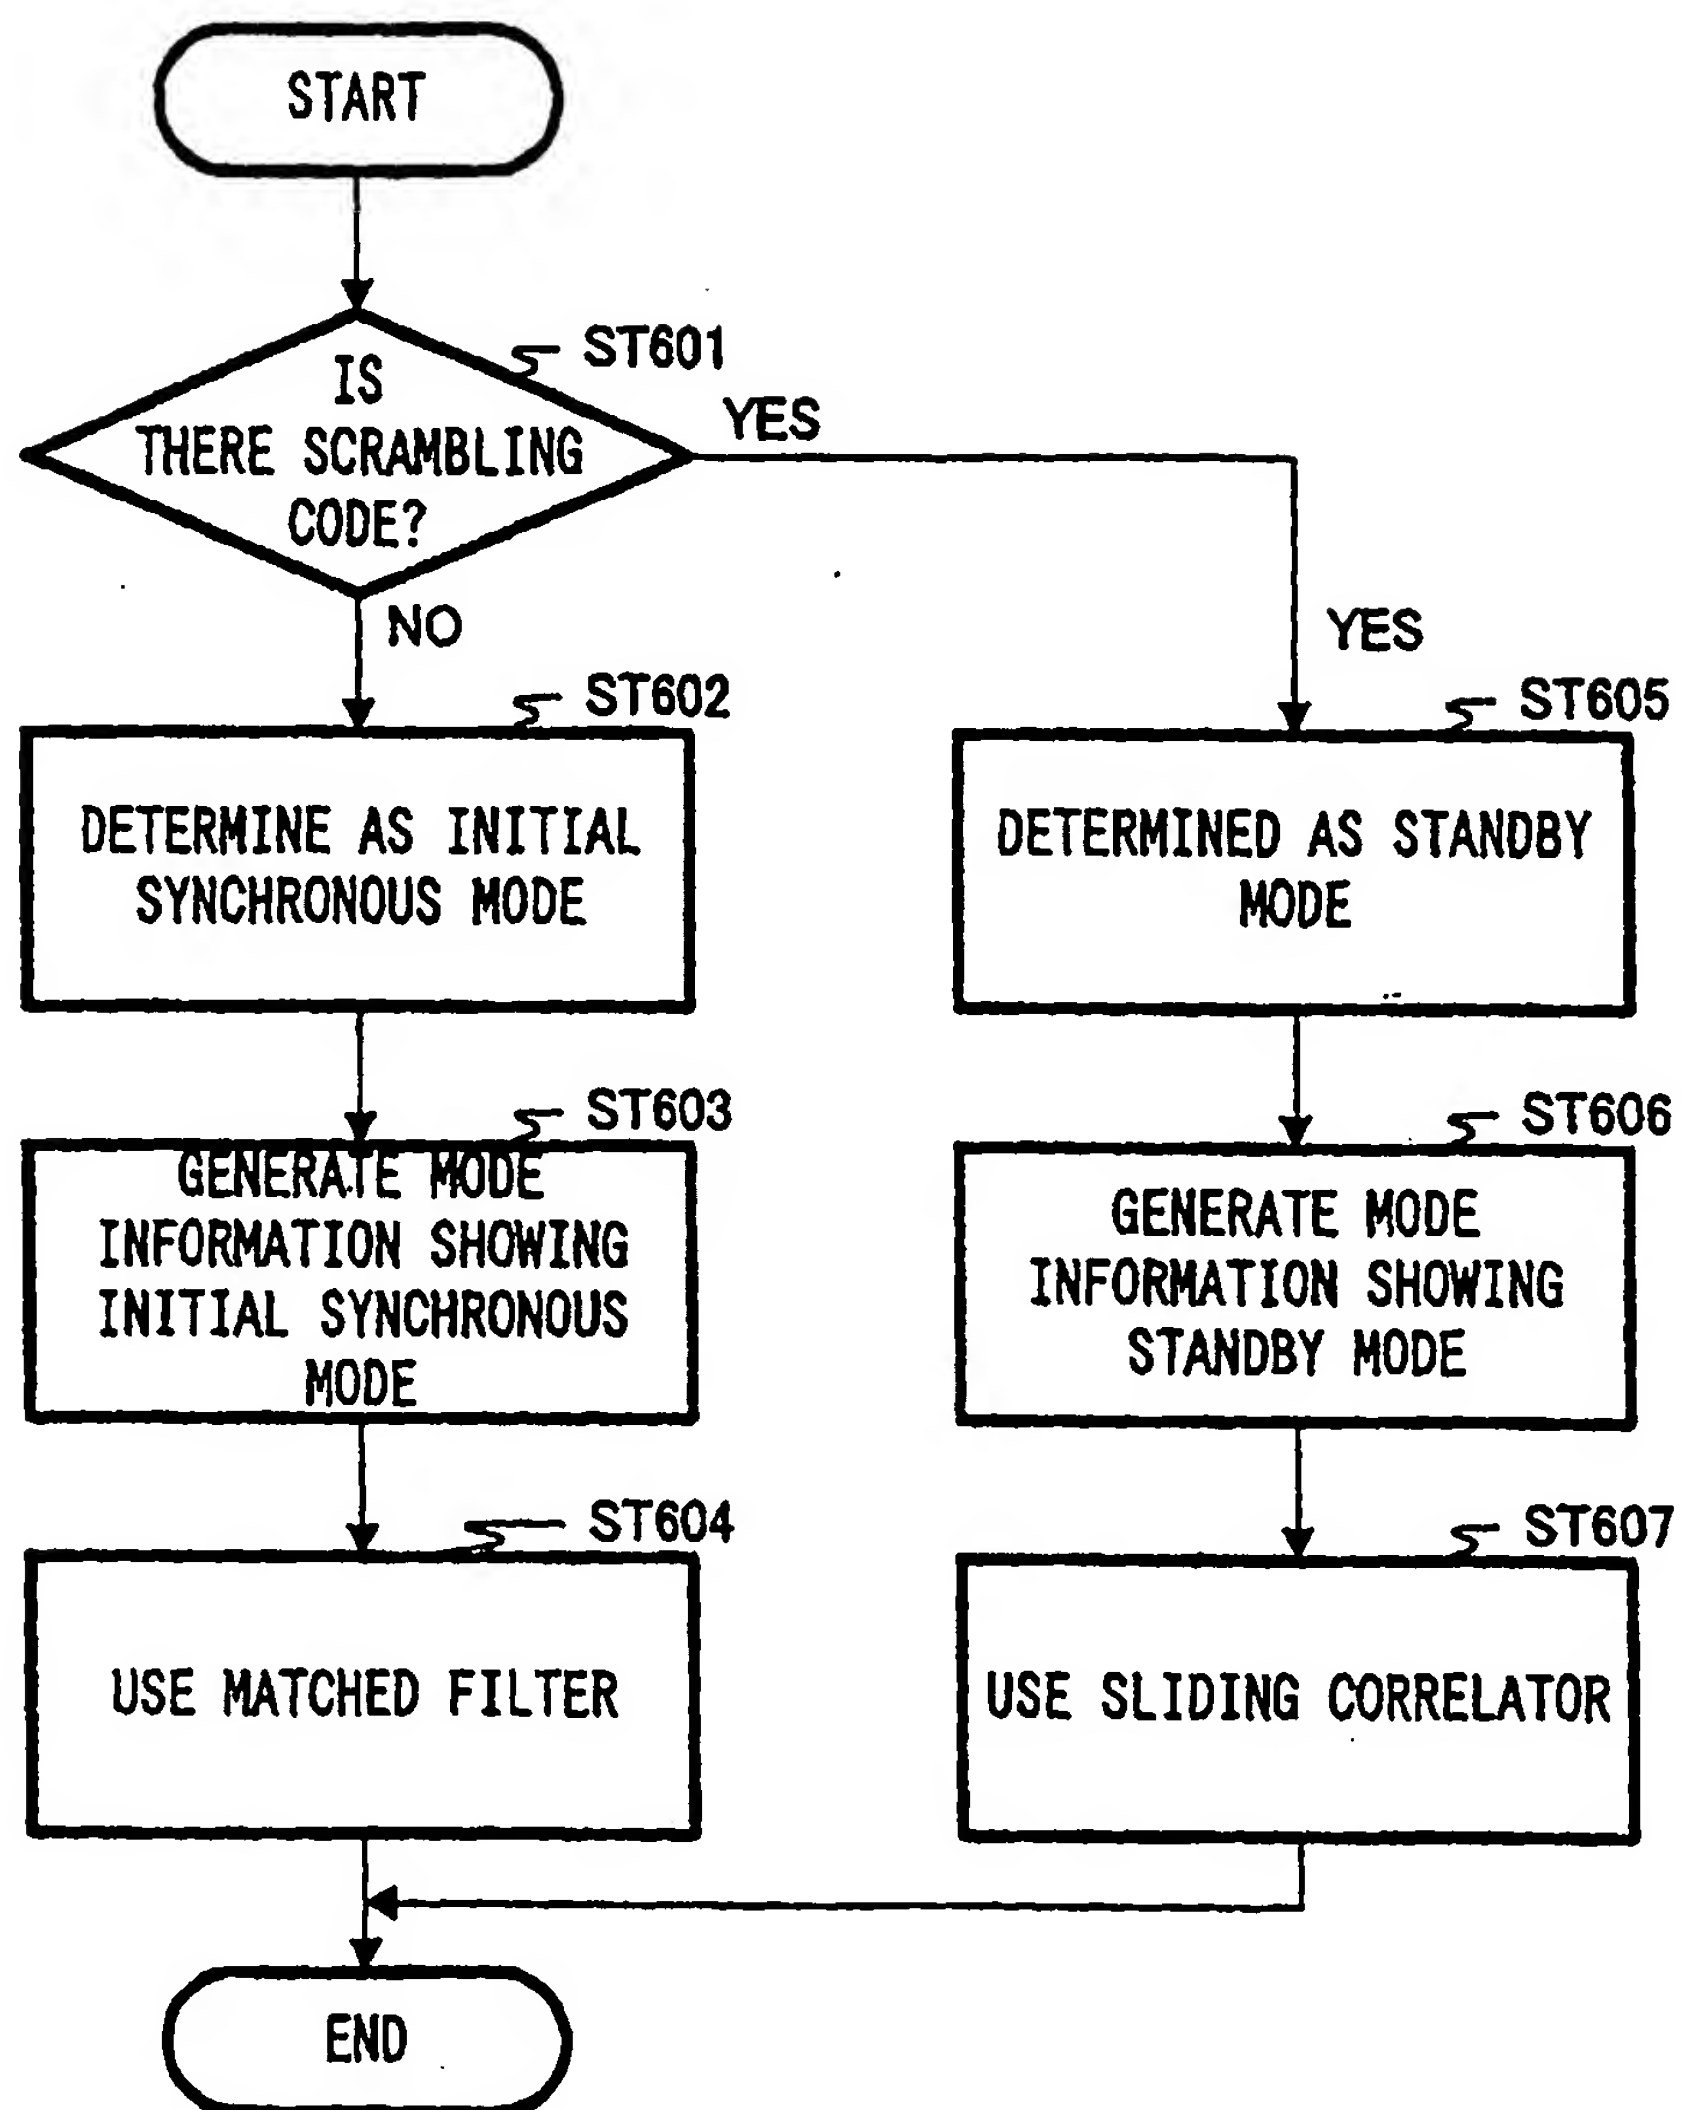 START
ST601
IS
THERE SCRAMBLING
CODE?
YES
NO
YES
ST602
DETERMINE AS INITIAL
SYNCHRONOUS MODE
ST605
DETERMINED AS STANDBY
MODE
ST603
GENERATE MODE
INFORMATION SHOWING
INITIAL SYNCHRONOUS
MODE
ST606
GENERATE MODE
INFORMATION SHOWING
STANDBY MODE
ST604
USE MATCHED FILTER
ST607
USE SLIDING CORRELATOR
END